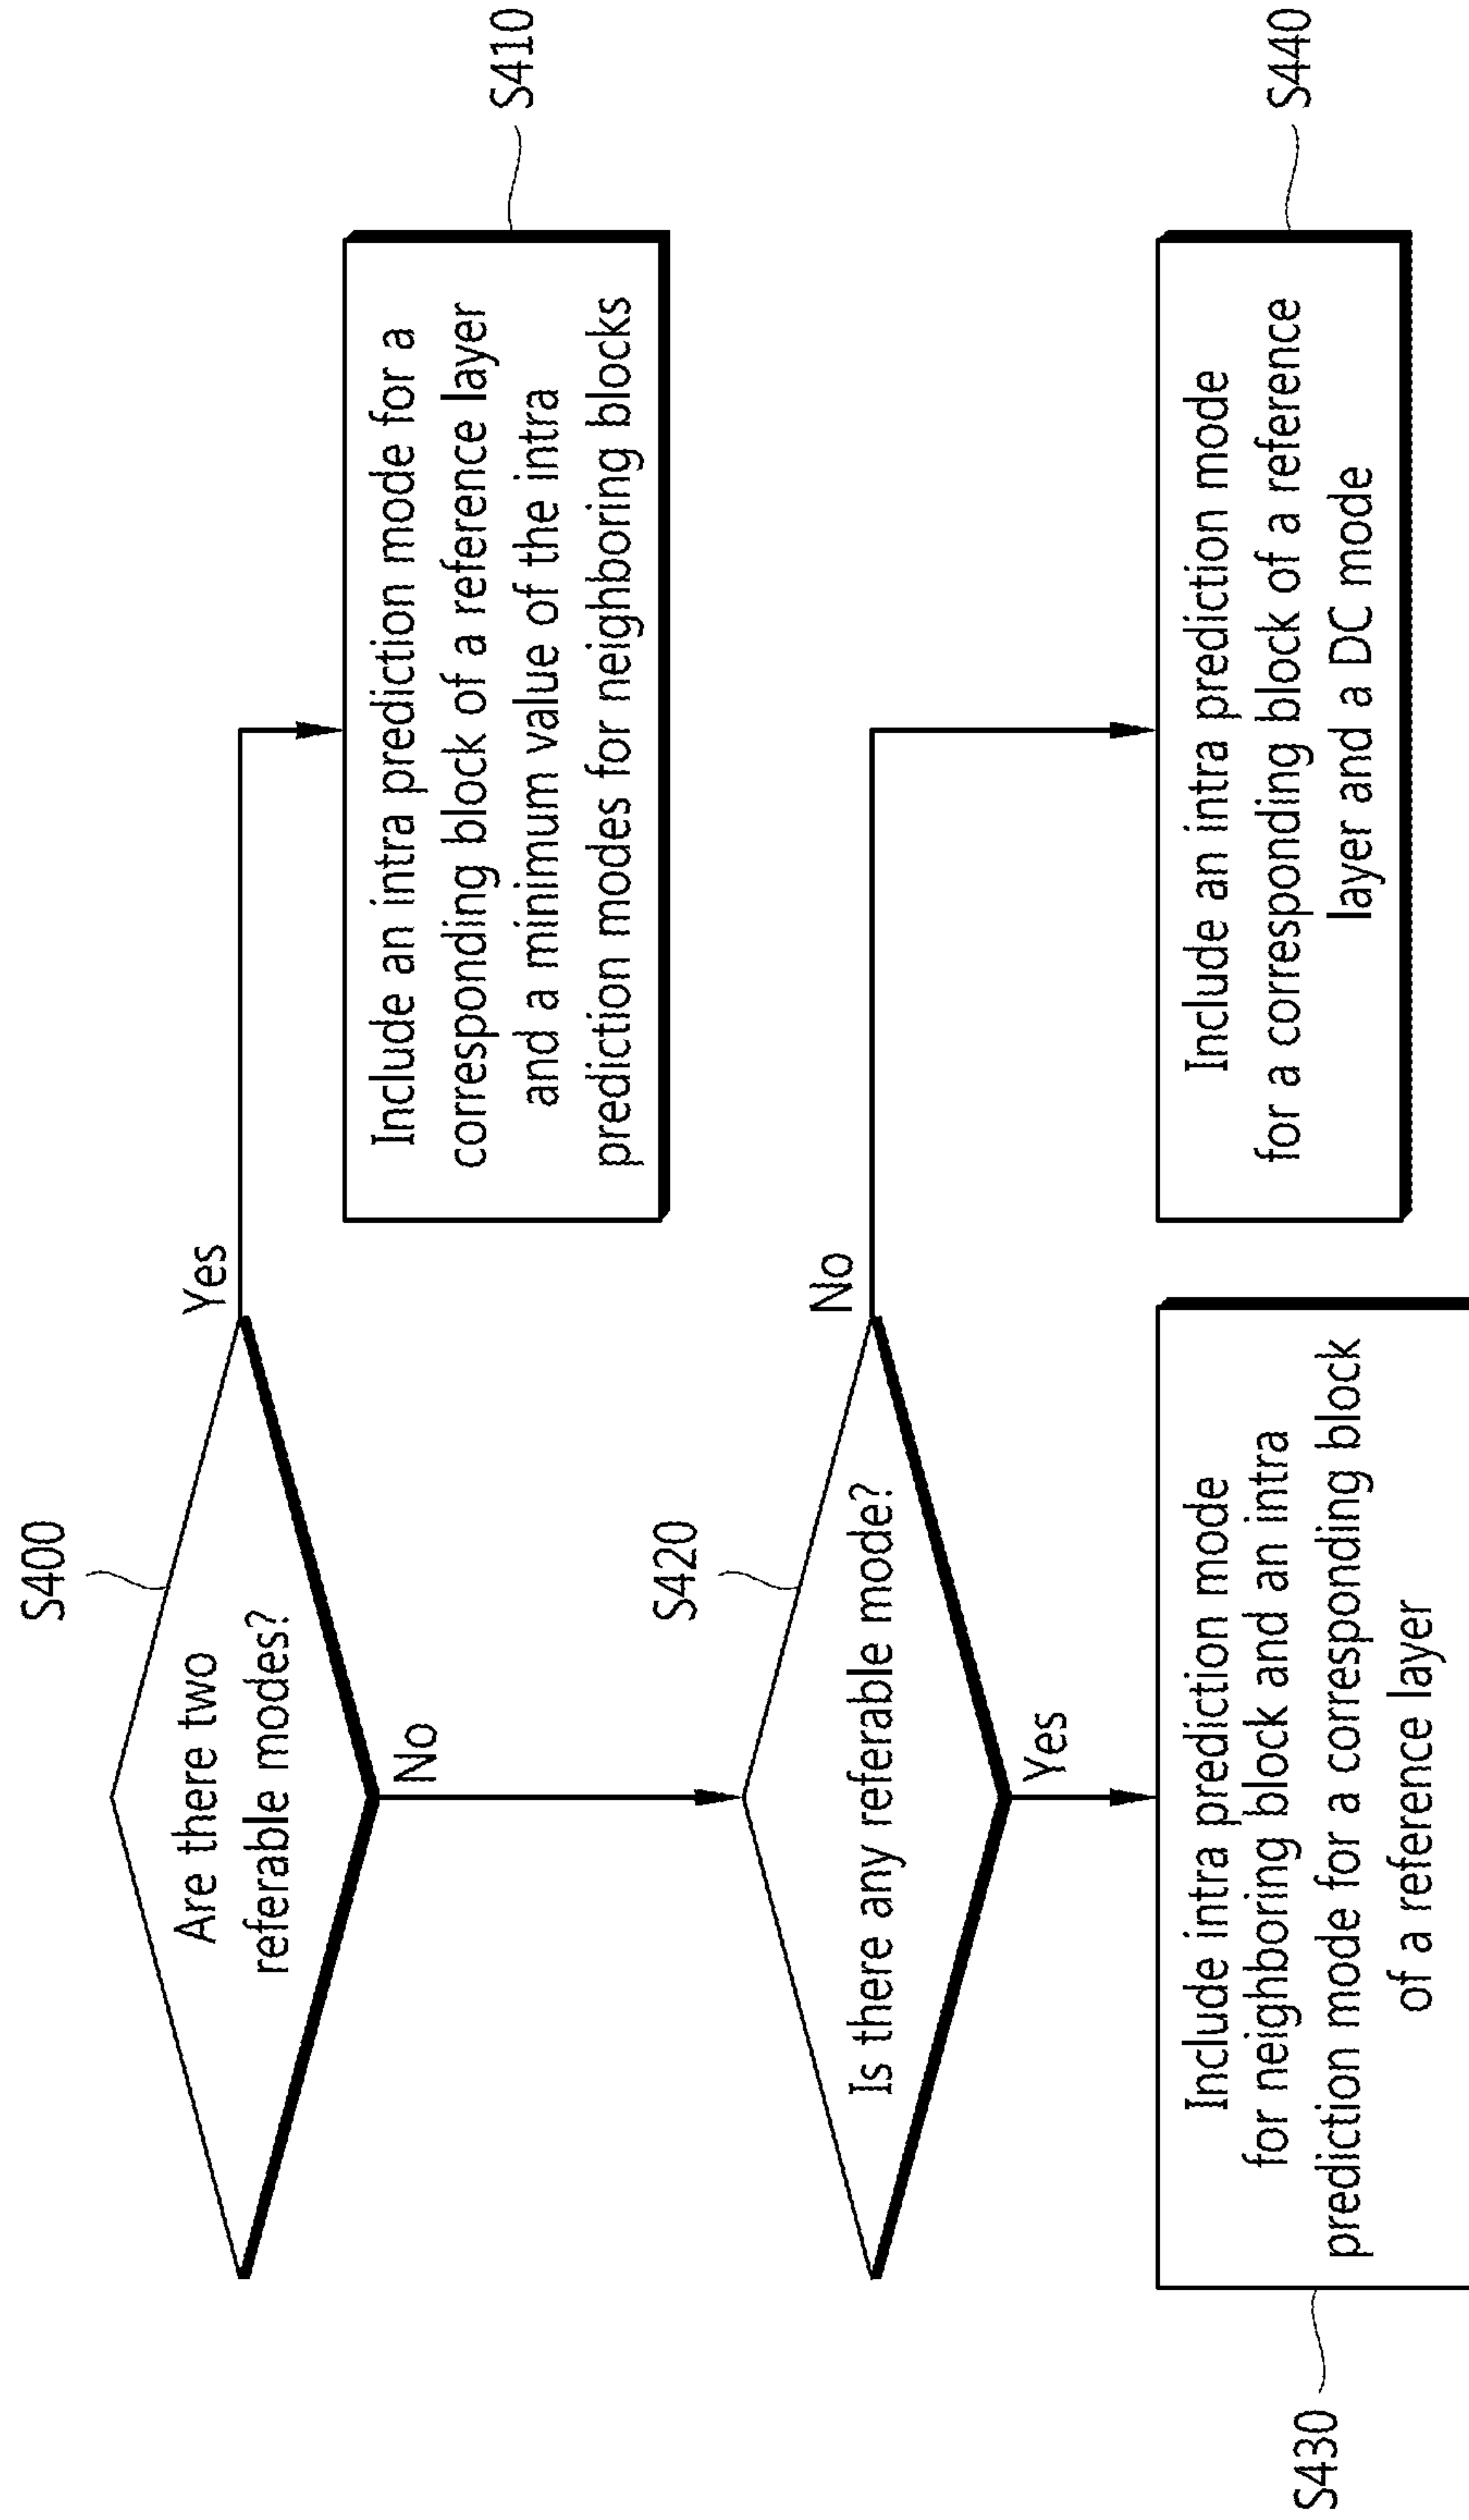 S400
Are there two
referable modes?
Yes
No
S410
Include an intra prediction mode for a
corresponding block of a reference layer
and a minimum value of the intra
prediction modes for neighboring blocks
S420
Is there any referable mode?
No
Yes
S430
Include intra prediction mode
for neighboring block and an intra
prediction mode for a corresponding block
of a reference layer
S440
Include an intra prediction mode
for a corresponding block of a reference
layer and a DC mode